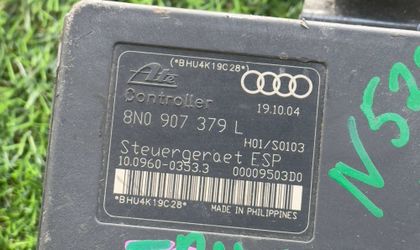 (*BHU4K19C28*)
Ate
Controller
19.10.04
8N0 907 379 L
H01/S0103
Steuergeraet ESP
10.0960-0353.3
00009503D0
*BHU4K19C28*
MADE IN PHILIPPINES